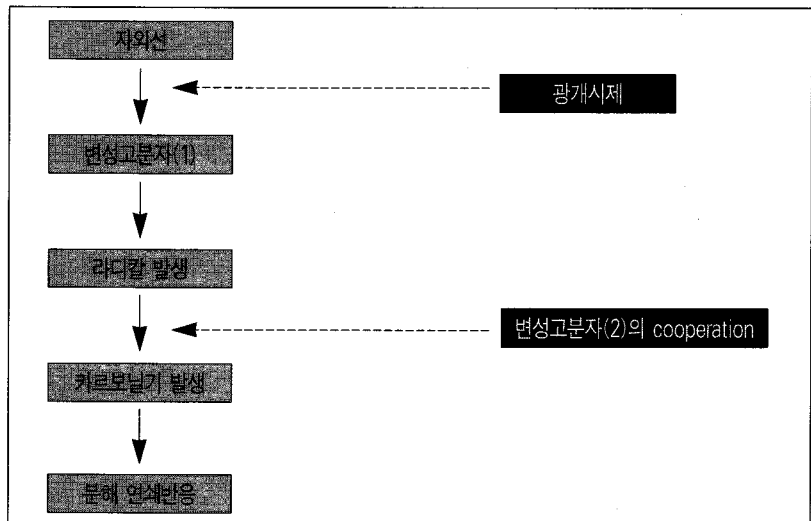 자외선
광개시제
변성고분자(1)
라디칼 발생
변성고분자(2)의 cooperation
카르보닐기 발생
분해 연쇄반응